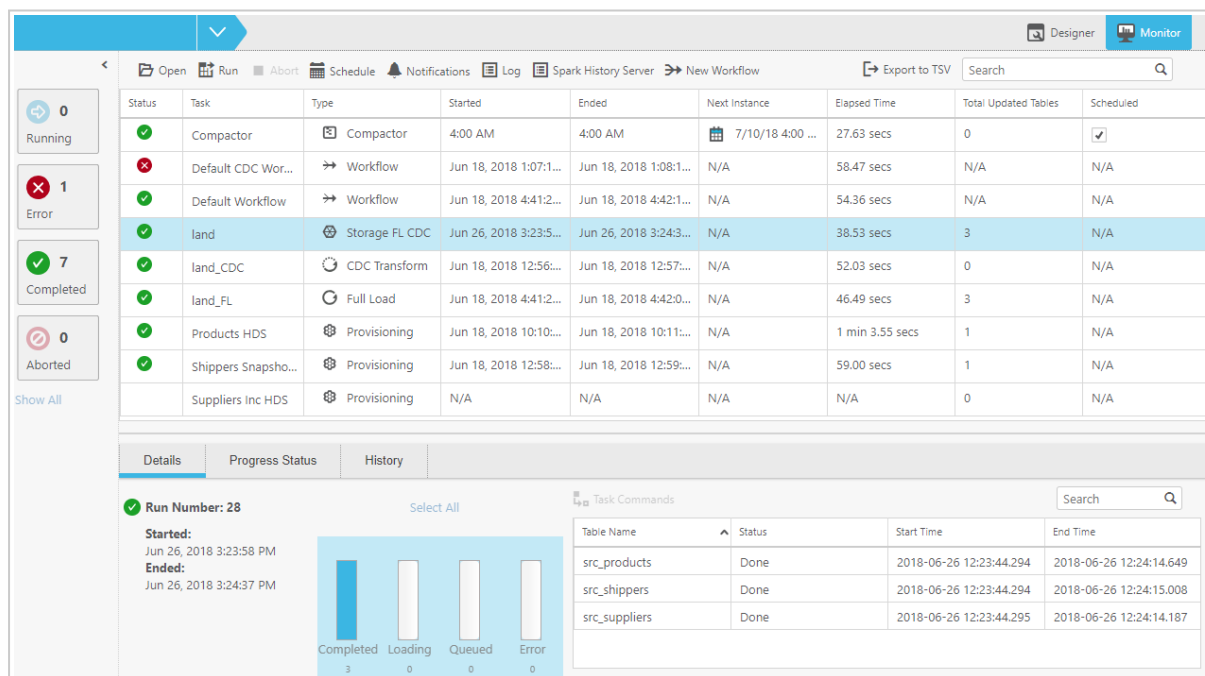 Designer Monitor
Open Run Abort Schedule Notifications Log Spark History Server New Workflow Export to TSV Search
0
Running
1
Error
7
Completed
0
Aborted
Show All
Status Task Type Started Ended Next Instance Elapsed Time Total Updated Tables Scheduled
Compactor Compactor 4:00 AM 4:00 AM 7/10/18 4:00 ... 27.63 secs 0
Default CDC Wor... Workflow Jun 18, 2018 1:07:1... Jun 18, 2018 1:08:1... N/A 58.47 secs N/A N/A
Default Workflow Workflow Jun 18, 2018 4:41:2... Jun 18, 2018 4:42:1... N/A 54.36 secs N/A N/A
land Storage FL CDC Jun 26, 2018 3:23:5... Jun 26, 2018 3:24:3... N/A 38.53 secs 3 N/A
land_CDC CDC Transform Jun 18, 2018 12:56:... Jun 18, 2018 12:57:... N/A 52.03 secs 0 N/A
land_FL Full Load Jun 18, 2018 4:41:2... Jun 18, 2018 4:42:0... N/A 46.49 secs 3 N/A
Products HDS Provisioning Jun 18, 2018 10:10:... Jun 18, 2018 10:11:... N/A 1 min 3.55 secs 1 N/A
Shippers Snapsho... Provisioning Jun 18, 2018 12:58:... Jun 18, 2018 12:59:... N/A 59.00 secs 1 N/A
Suppliers Inc HDS Provisioning N/A N/A N/A N/A 0 N/A
Details Progress Status History
Run Number: 28 Select All
Started:
Jun 26, 2018 3:23:58 PM
Ended:
Jun 26, 2018 3:24:37 PM
Completed Loading Queued Error
3 0 0 0
Task Commands Search
Table Name Status Start Time End Time
src_products Done 2018-06-26 12:23:44.294 2018-06-26 12:24:14.649
src_shippers Done 2018-06-26 12:23:44.294 2018-06-26 12:24:15.008
src_suppliers Done 2018-06-26 12:23:44.295 2018-06-26 12:24:14.187